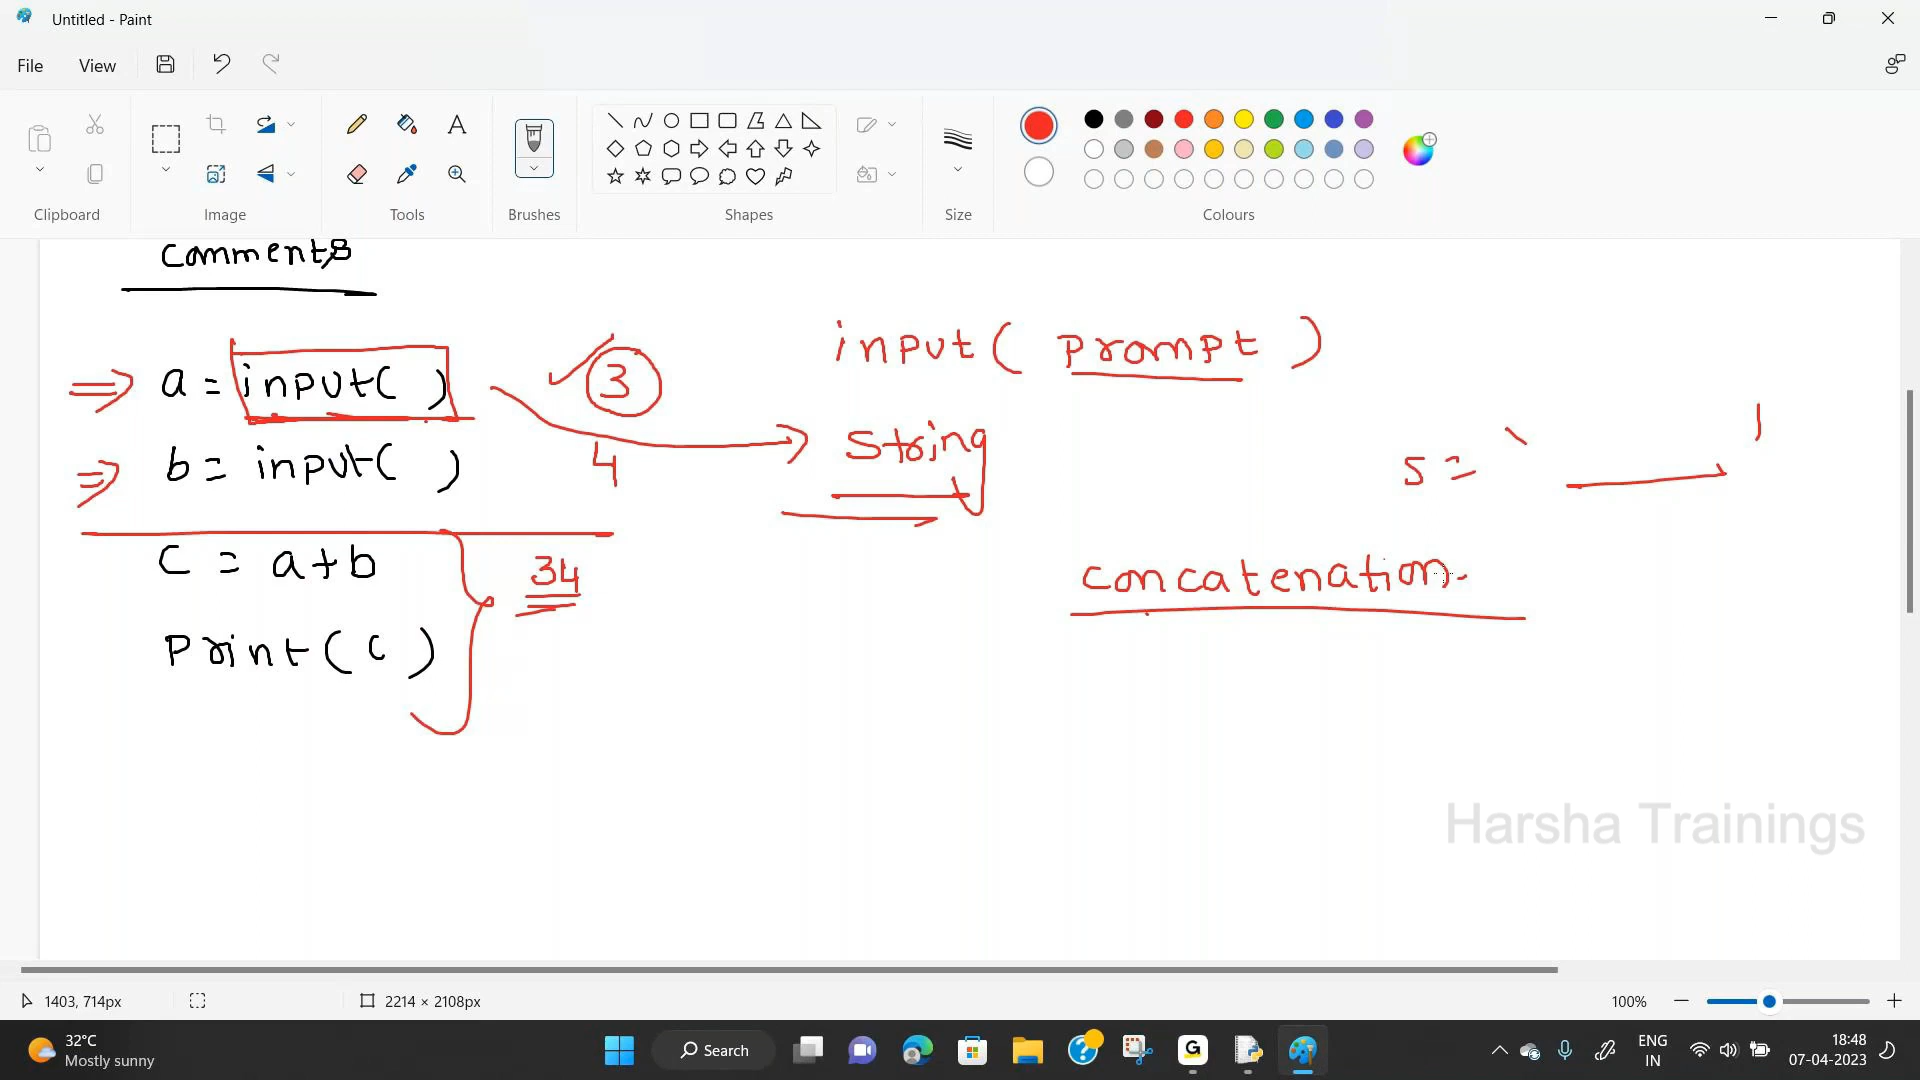 Untitled - Paint
File
View
Clipboard
Image
Tools
Brushes
Shapes
Size
Colours
Comments
a = input( )
3
input( prompt )
String
b = input( )
4
s = ' '
c = a+b
34
concatenation.
Print( c )
Harsha Trainings
1403, 714px
2214 × 2108px
100%
32°C
Mostly sunny
Search
ENG
IN
18:48
07-04-2023